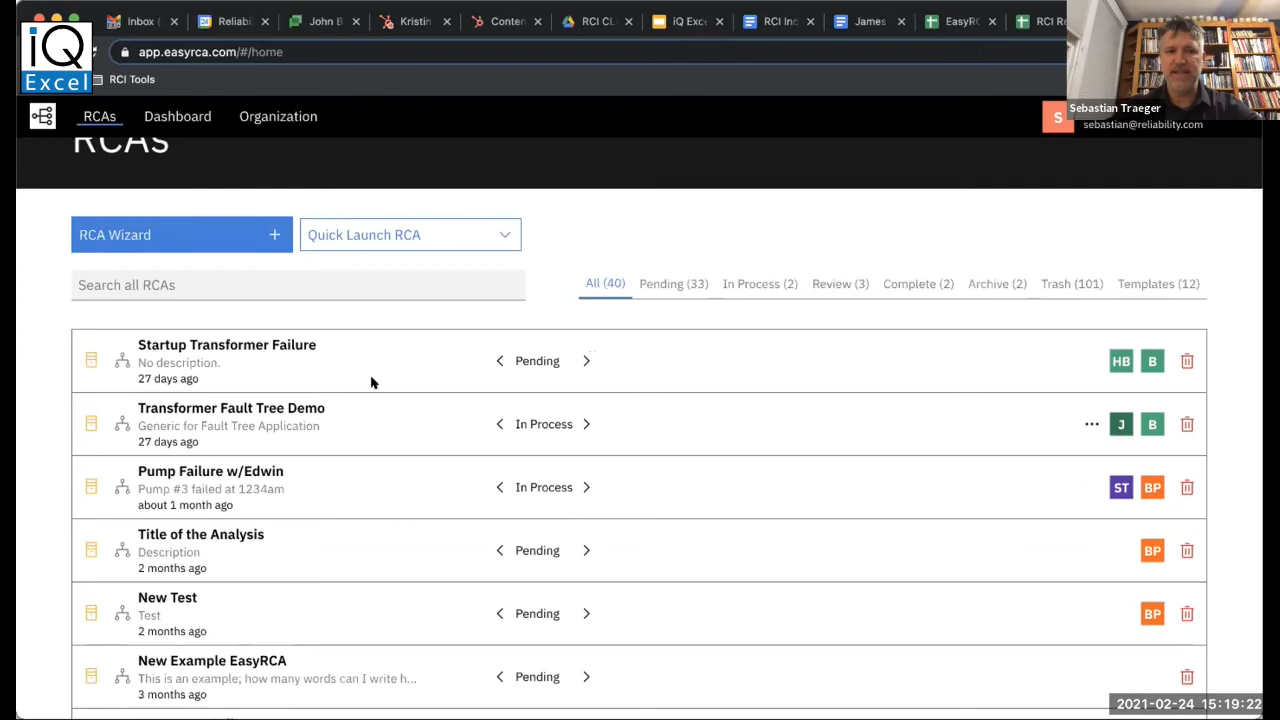 iQ
Excel
Inbox (
Reliabi
John B
Kristin
Conten
RCI CL
iQ Exce
RCI Inc
James
EasyRC
RCI Re
app.easyrca.com/#/home
RCI Tools
RCAs
Dashboard
Organization
S
Sebastian Traeger
sebastian@reliability.com
RCAs
RCA Wizard +
Quick Launch RCA
Search all RCAs
All (40)
Pending (33)
In Process (2)
Review (3)
Complete (2)
Archive (2)
Trash (101)
Templates (12)
Startup Transformer Failure
No description.
27 days ago
Pending
HB B
Transformer Fault Tree Demo
Generic for Fault Tree Application
27 days ago
In Process
... J B
Pump Failure w/Edwin
Pump #3 failed at 1234am
about 1 month ago
In Process
ST BP
Title of the Analysis
Description
2 months ago
Pending
BP
New Test
Test
2 months ago
Pending
BP
New Example EasyRCA
This is an example; how many words can I write h...
3 months ago
Pending
2021-02-24 15:19:22